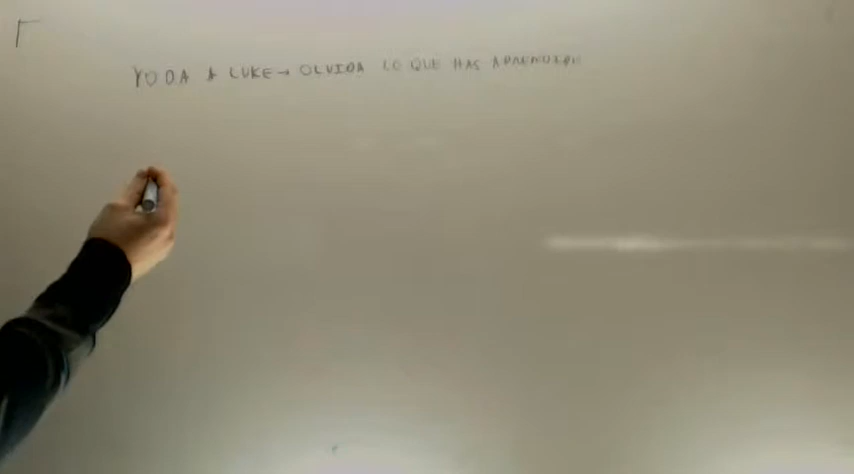 YODA A LUKE → OLVIDA LO QUE HAS APRENDIDO